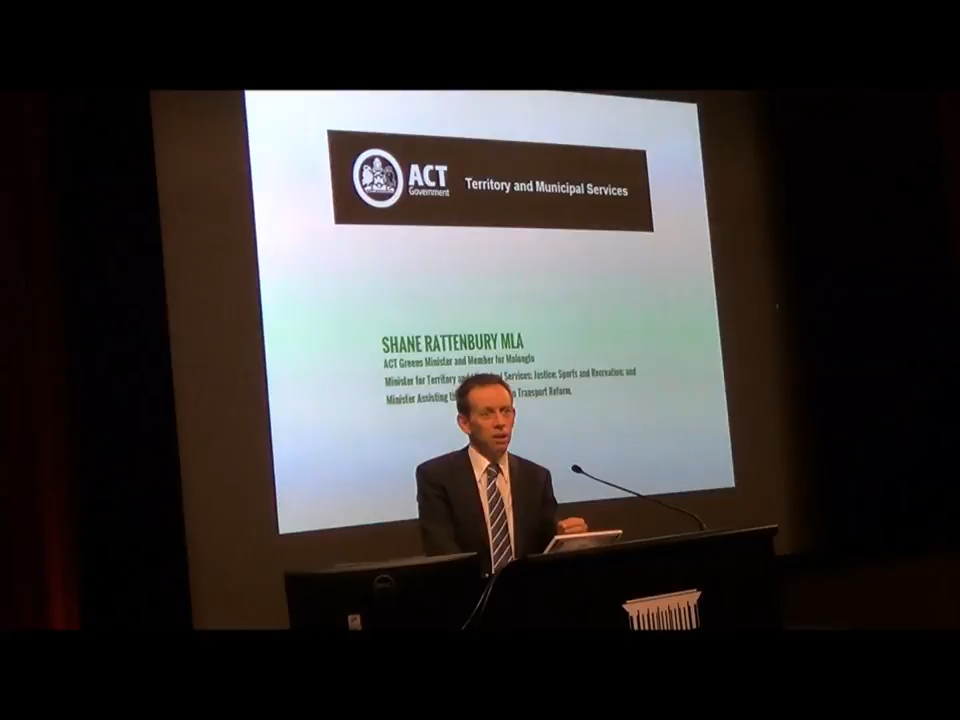 ACT
Government
Territory and Municipal Services
SHANE RATTENBURY MLA
ACT Greens Minister and Member for Molonglo
Minister for Territory and Services; Justice; Sports and Recreation; and
Minister Assisting Transport Reform.
DELL